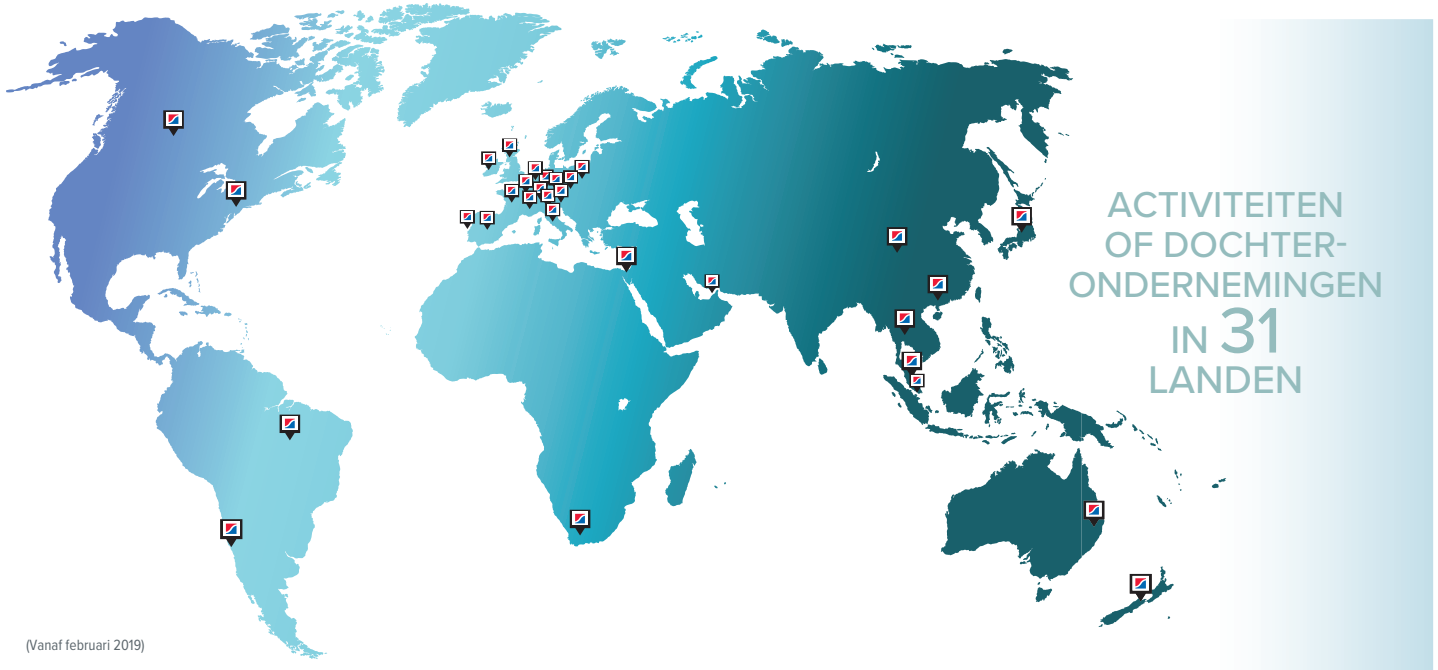 ACTIVITEITEN
OF DOCHTER-
ONDERNEMINGEN
IN 31
LANDEN
(Vanaf februari 2019)